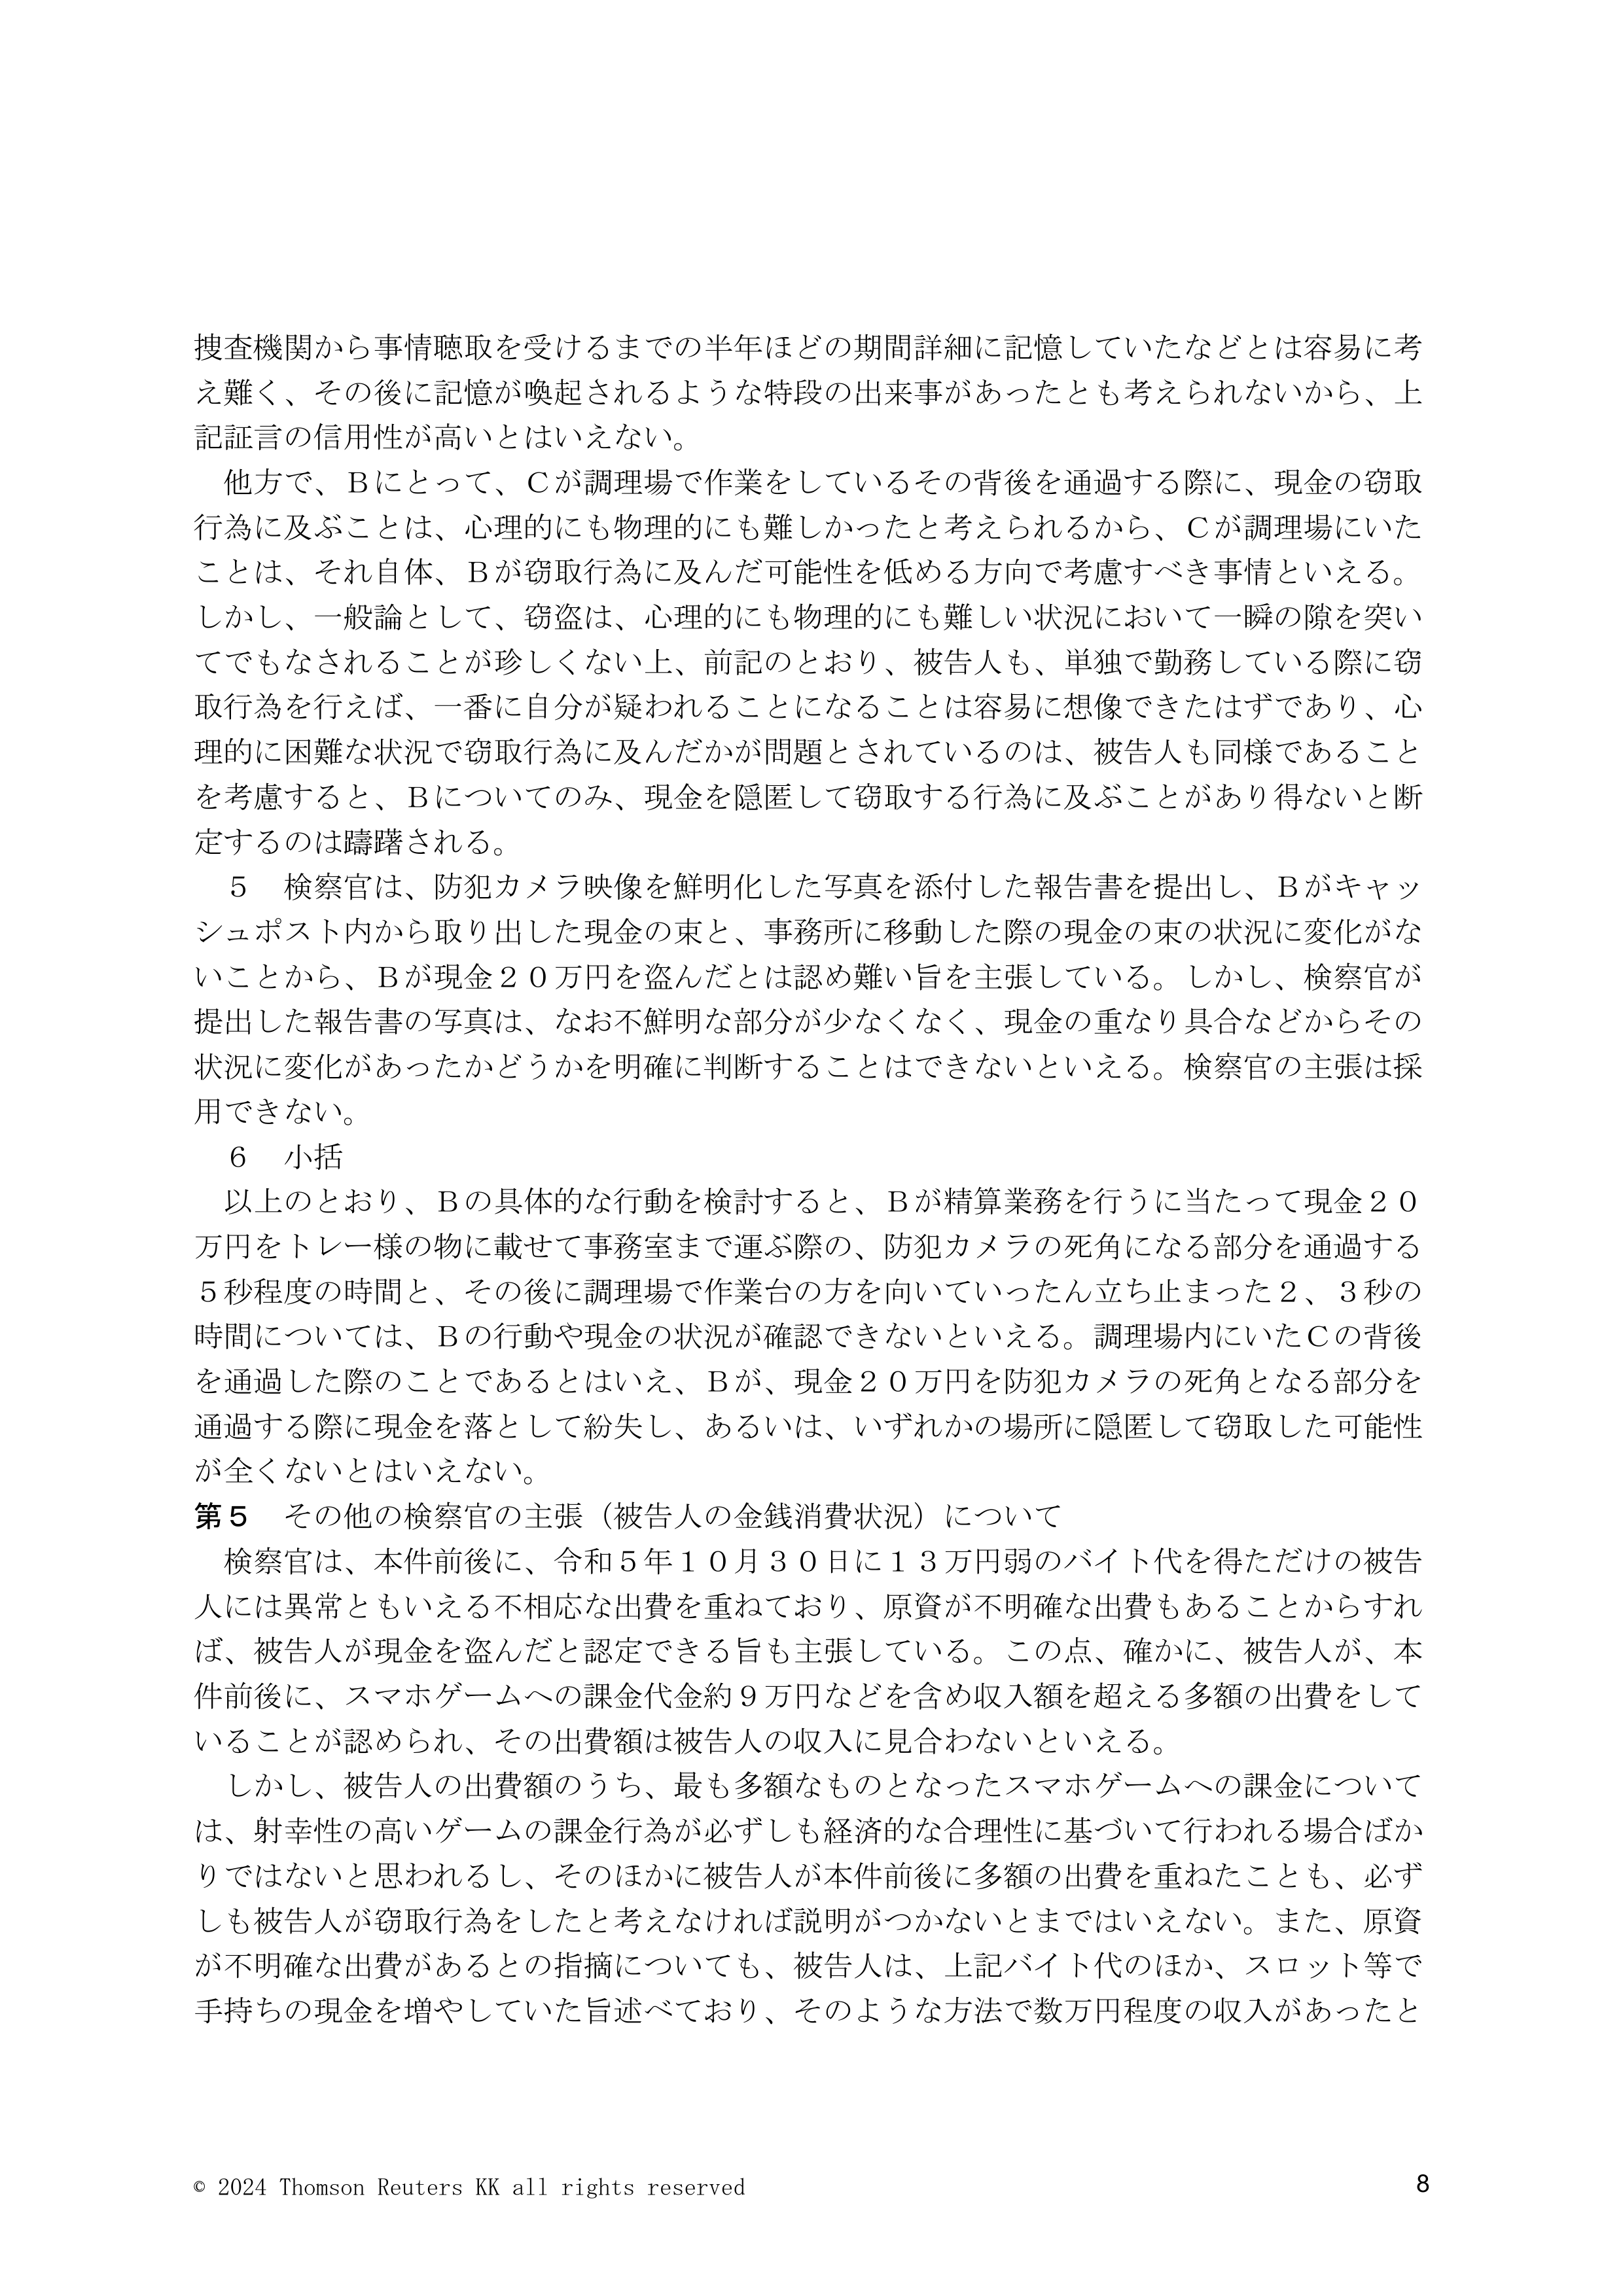 捜査機関から事情聴取を受けるまでの半年ほどの期間詳細に記憶していたなどとは容易に考
え難く、その後に記憶が喚起されるような特段の出来事があったとも考えられないから、上
記証言の信用性が高いとはいえない。
　他方で、Ｂにとって、Ｃが調理場で作業をしているその背後を通過する際に、現金の窃取
行為に及ぶことは、心理的にも物理的にも難しかったと考えられるから、Ｃが調理場にいた
ことは、それ自体、Ｂが窃取行為に及んだ可能性を低める方向で考慮すべき事情といえる。
しかし、一般論として、窃盗は、心理的にも物理的にも難しい状況において一瞬の隙を突い
てでもなされることが珍しくない上、前記のとおり、被告人も、単独で勤務している際に窃
取行為を行えば、一番に自分が疑われることになることは容易に想像できたはずであり、心
理的に困難な状況で窃取行為に及んだかが問題とされているのは、被告人も同様であること
を考慮すると、Ｂについてのみ、現金を隠匿して窃取する行為に及ぶことがあり得ないと断
定するのは躊躇される。
　５　検察官は、防犯カメラ映像を鮮明化した写真を添付した報告書を提出し、Ｂがキャッ
シュポスト内から取り出した現金の束と、事務所に移動した際の現金の束の状況に変化がな
いことから、Ｂが現金２０万円を盗んだとは認め難い旨を主張している。しかし、検察官が
提出した報告書の写真は、なお不鮮明な部分が少なくなく、現金の重なり具合などからその
状況に変化があったかどうかを明確に判断することはできないといえる。検察官の主張は採
用できない。
　６　小括
　以上のとおり、Ｂの具体的な行動を検討すると、Ｂが精算業務を行うに当たって現金２０
万円をトレー様の物に載せて事務室まで運ぶ際の、防犯カメラの死角になる部分を通過する
５秒程度の時間と、その後に調理場で作業台の方を向いていったん立ち止まった２、３秒の
時間については、Ｂの行動や現金の状況が確認できないといえる。調理場内にいたＣの背後
を通過した際のことであるとはいえ、Ｂが、現金２０万円を防犯カメラの死角となる部分を
通過する際に現金を落として紛失し、あるいは、いずれかの場所に隠匿して窃取した可能性
が全くないとはいえない。
第５　その他の検察官の主張（被告人の金銭消費状況）について
　検察官は、本件前後に、令和５年１０月３０日に１３万円弱のバイト代を得ただけの被告
人には異常ともいえる不相応な出費を重ねており、原資が不明確な出費もあることからすれ
ば、被告人が現金を盗んだと認定できる旨も主張している。この点、確かに、被告人が、本
件前後に、スマホゲームへの課金代金約９万円などを含め収入額を超える多額の出費をして
いることが認められ、その出費額は被告人の収入に見合わないといえる。
　しかし、被告人の出費額のうち、最も多額なものとなったスマホゲームへの課金について
は、射幸性の高いゲームの課金行為が必ずしも経済的な合理性に基づいて行われる場合ばか
りではないと思われるし、そのほかに被告人が本件前後に多額の出費を重ねたことも、必ず
しも被告人が窃取行為をしたと考えなければ説明がつかないとまではいえない。また、原資
が不明確な出費があるとの指摘についても、被告人は、上記バイト代のほか、スロット等で
手持ちの現金を増やしていた旨述べており、そのような方法で数万円程度の収入があったと
© 2024 Thomson Reuters KK all rights reserved
8